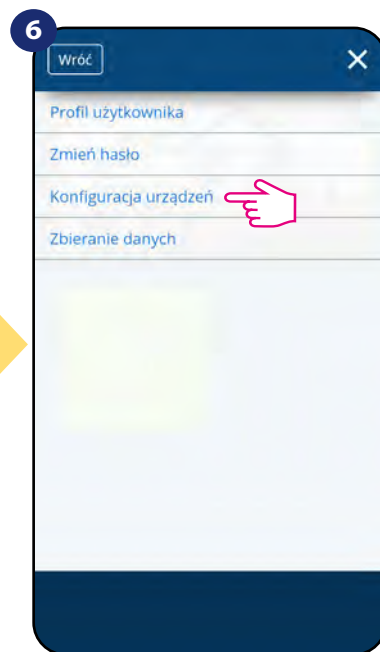 6
Wróć
Profil użytkownika
Zmień hasło
Konfiguracja urządzeń
Zbieranie danych